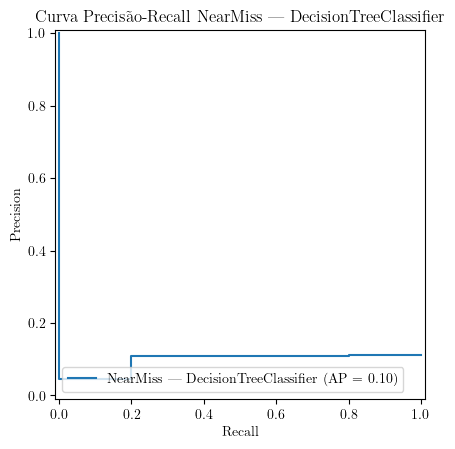 Curva Precisão-Recall NearMiss — DecisionTreeClassifier
1.0
0.8
0.6
0.4
0.2
0.0
Precision
NearMiss — DecisionTreeClassifier (AP = 0.10)
0.0 0.2 0.4 0.6 0.8 1.0
Recall